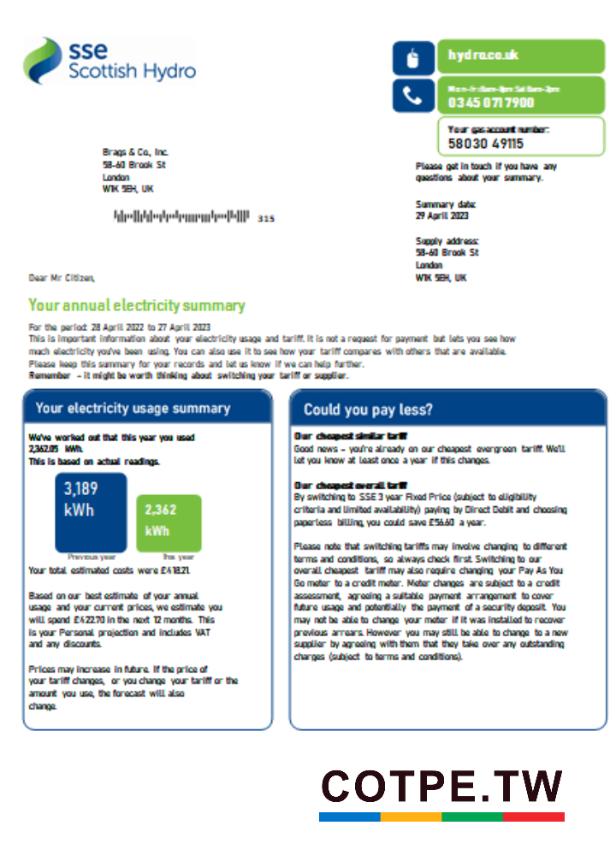 sse
Scottish Hydro
hydro.co.uk
Mon-Fri 8am-8pm Sat 8am-2pm
0345 0717900
Your gas account number:
58030 49115
Brags & Co., Inc.
58-60 Brook St
London
W1K 5EH, UK
315
Please get in touch if you have any
questions about your summary.
Summary date:
29 April 2023
Supply address:
58-60 Brook St
London
W1K 5EH, UK
Dear Mr Citizen,
Your annual electricity summary
For the period: 28 April 2022 to 27 April 2023
This is important information about your electricity usage and tariff. It is not a request for payment but lets you see how
much electricity you've been using. You can also use it to see how your tariff compares with others that are available.
Please keep this summary for your records and let us know if we can help further.
Remember - it might be worth thinking about switching your tariff or supplier.
Your electricity usage summary
We've worked out that this year you used
2,362.05 kWh.
This is based on actual readings.
3,189
kWh
2,362
kWh
Previous year
This year
Your total estimated costs were £418.21.
Based on our best estimate of your annual
usage and your current prices, we estimate you
will spend £422.70 in the next 12 months. This
is your Personal projection and includes VAT
and any discounts.
Prices may increase in future. If the price of
your tariff changes, or you change your tariff or the
amount you use, the forecast will also
change.
Could you pay less?
Our cheapest similar tariff
Good news - you're already on our cheapest evergreen tariff. We'll
let you know at least once a year if this changes.
Our cheapest overall tariff
By switching to SSE 3 year Fixed Price (subject to eligibility
criteria and limited availability) paying by Direct Debit and choosing
paperless billing, you could save £56.60 a year.
Please note that switching tariffs may involve changing to different
terms and conditions, so always check first. Switching to our
overall cheapest tariff may also require changing your Pay As You
Go meter to a credit meter. Meter changes are subject to a credit
assessment, agreeing a suitable payment arrangement to cover
future usage and potentially the payment of a security deposit. You
may not be able to change your meter if it was installed to recover
previous arrears. However you may still be able to change to a new
supplier by agreeing with them that they take over any outstanding
charges (subject to terms and conditions).
COTPE.TW